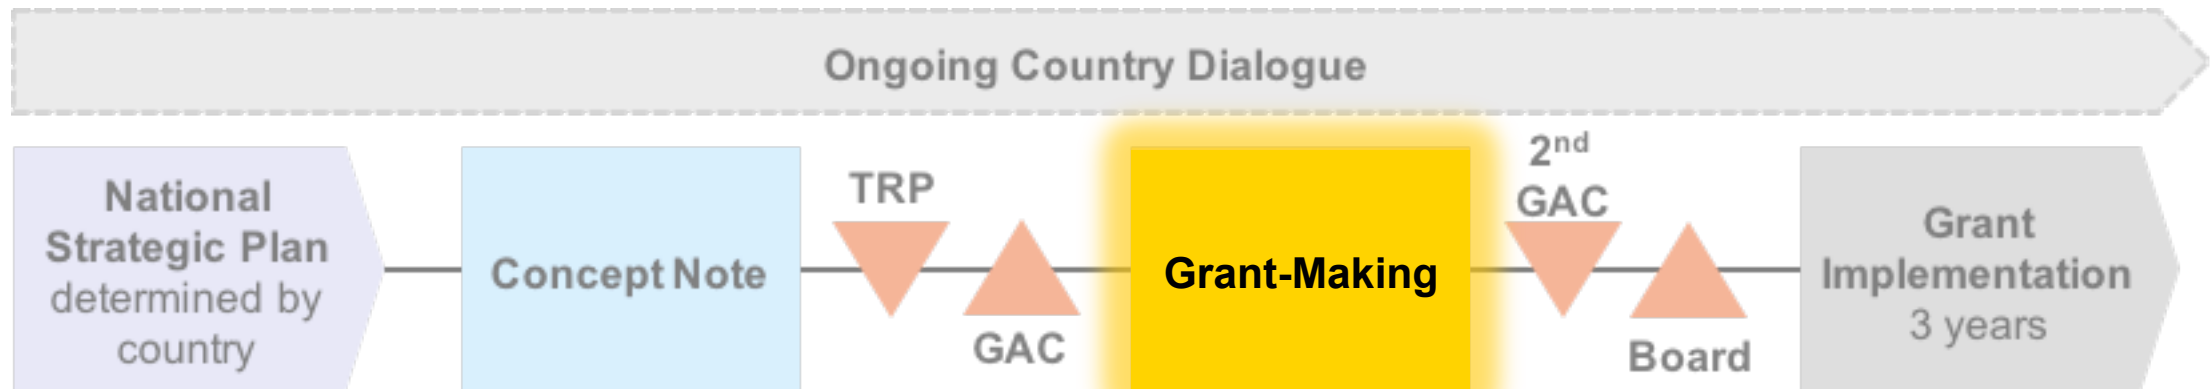 Ongoing Country Dialogue
National
Strategic Plan
determined by
country
Concept Note
TRP
GAC
Grant-Making
2nd
GAC
Board
Grant
Implementation
3 years